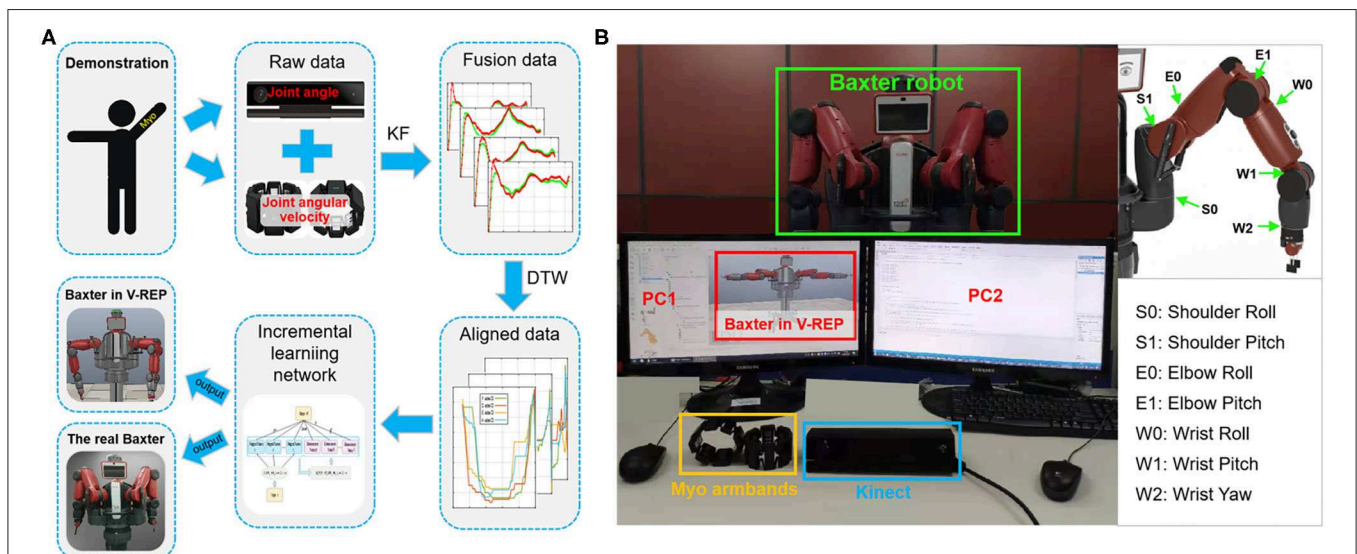 A
Demonstration
Myo
Raw data
Joint angle
Joint angular
velocity
KF
Fusion data
DTW
Aligned data
Incremental
learniing
network
output
output
Baxter in V-REP
The real Baxter
B
Baxter robot
PC1
Baxter in V-REP
PC2
SAMSUNG
SAMSUNG
Myo armbands
Kinect
S1
E0
E1
W0
W1
S0
W2
S0: Shoulder Roll
S1: Shoulder Pitch
E0: Elbow Roll
E1: Elbow Pitch
W0: Wrist Roll
W1: Wrist Pitch
W2: Wrist Yaw